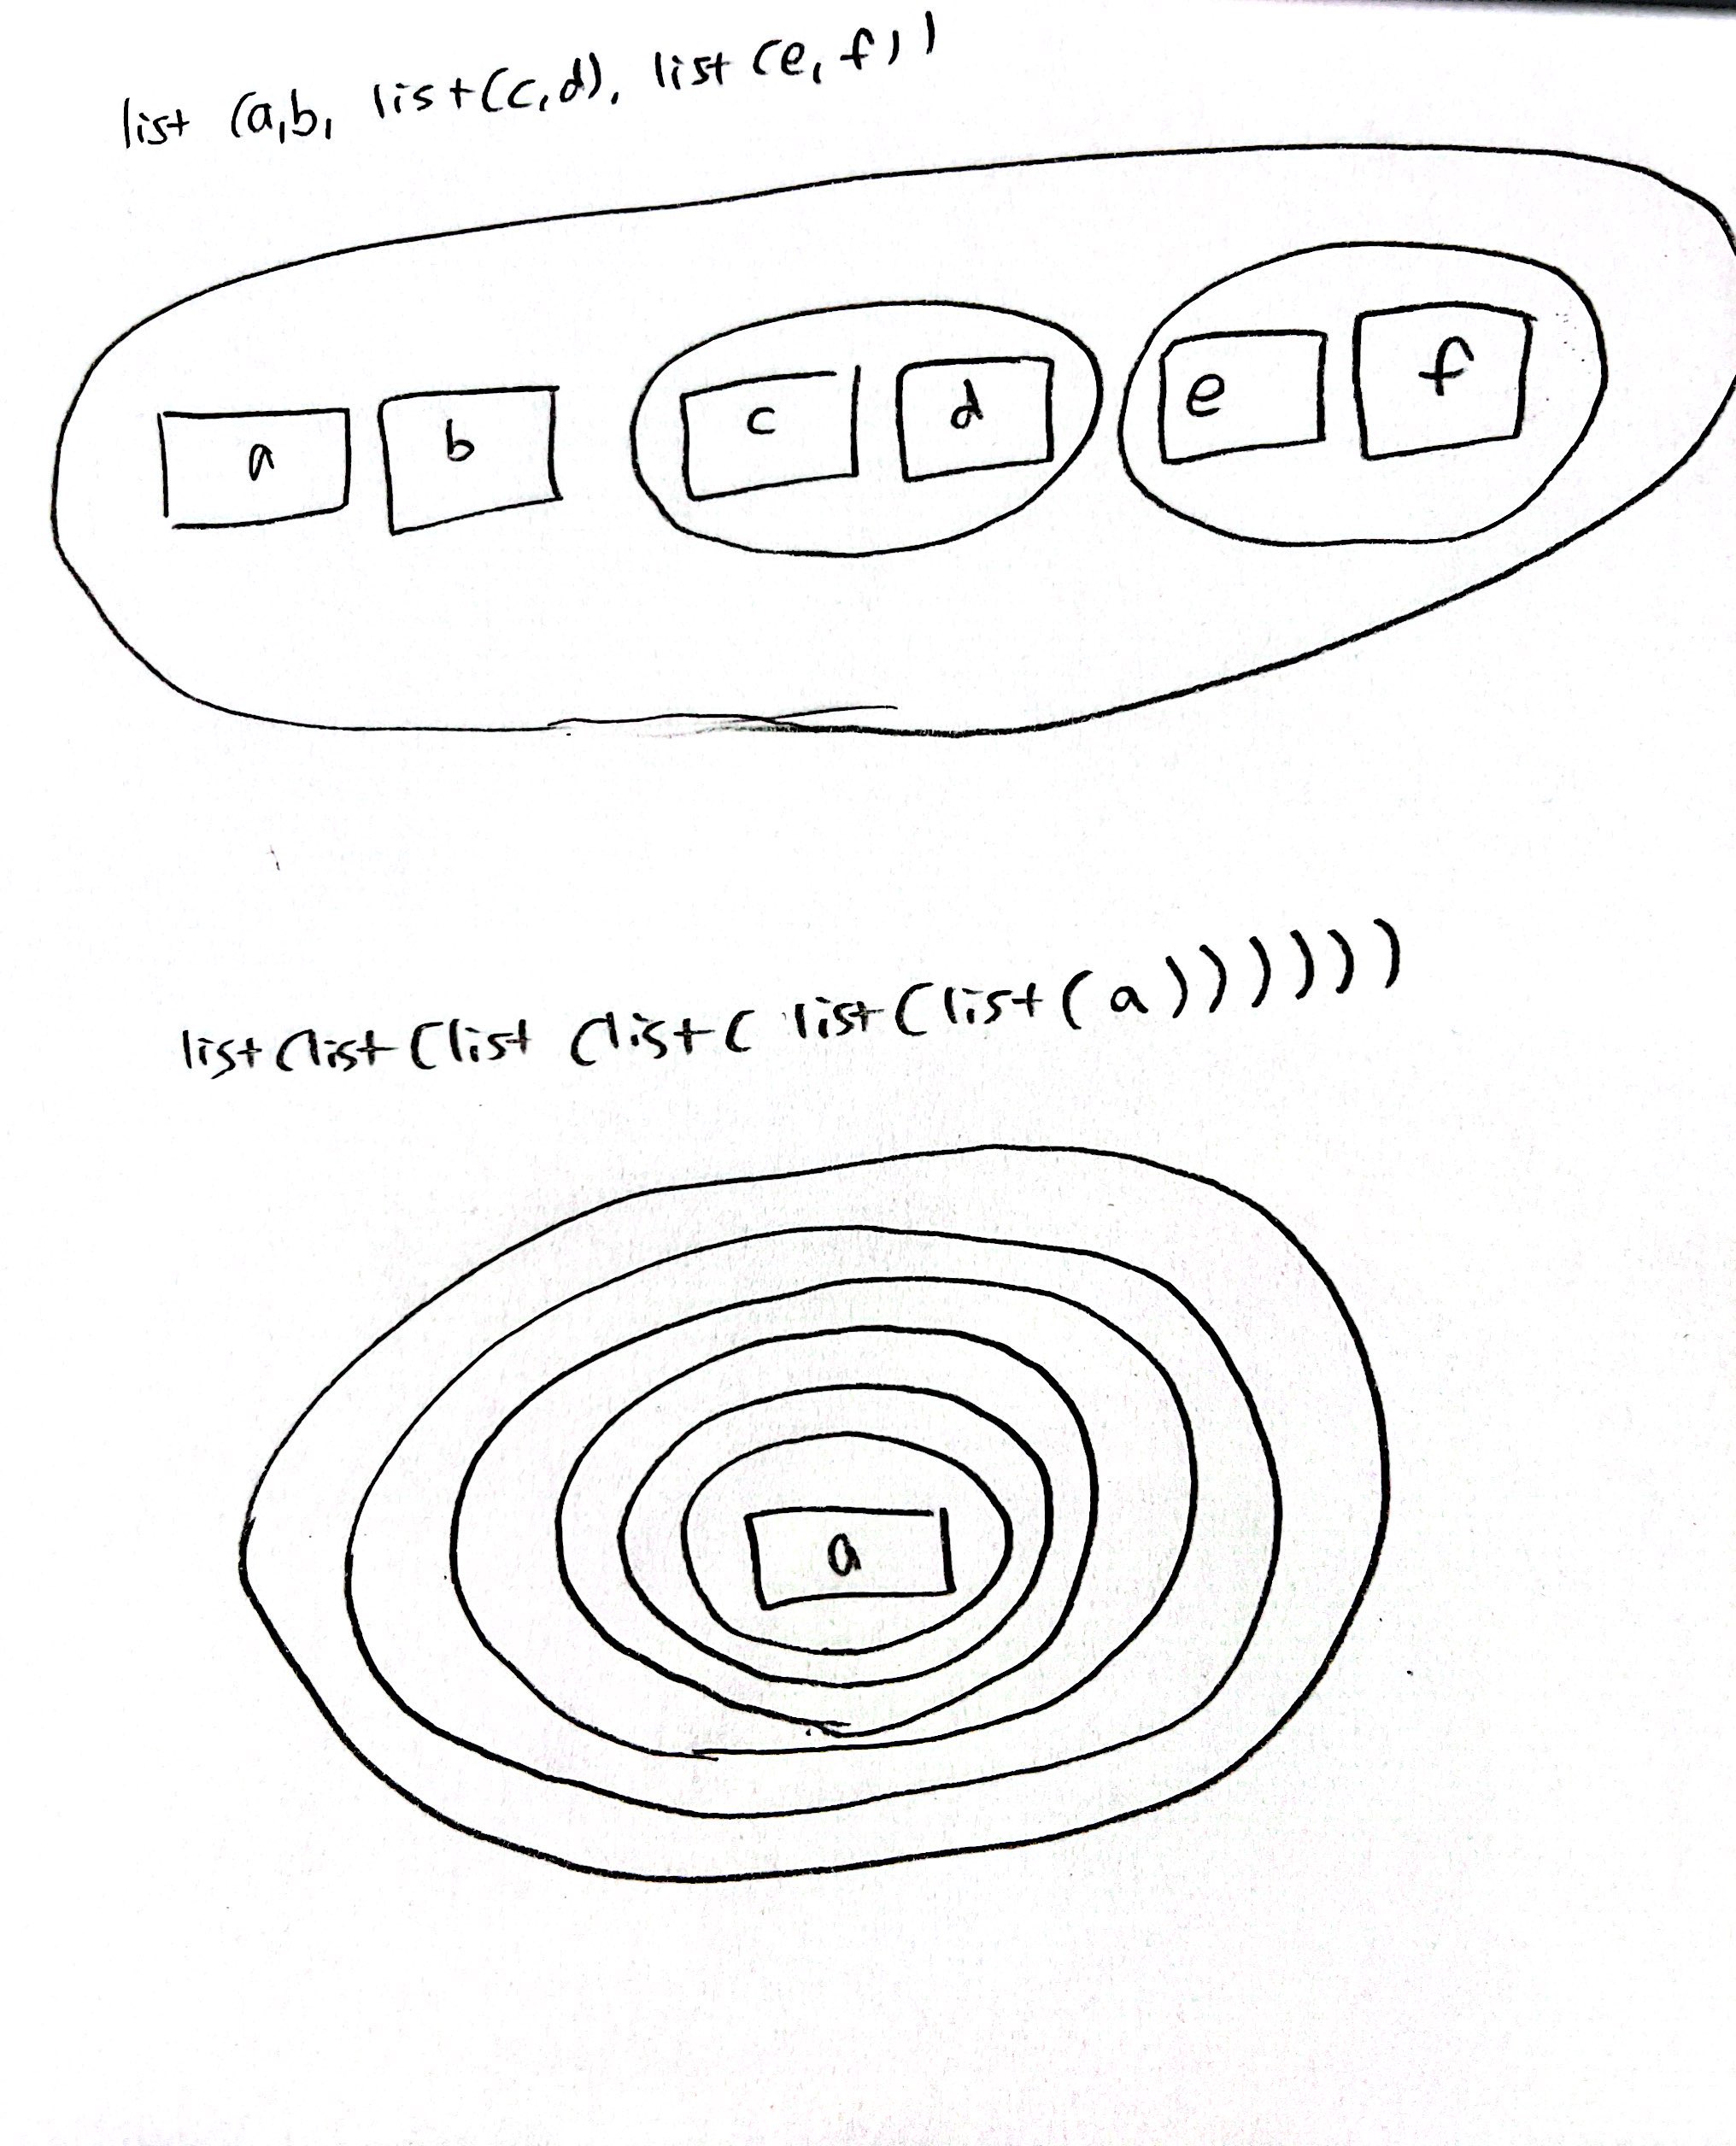 list (a,b, list(c,d), list(e, f))
a b c d e f
list(list(list (list( list(list(a))))))
a